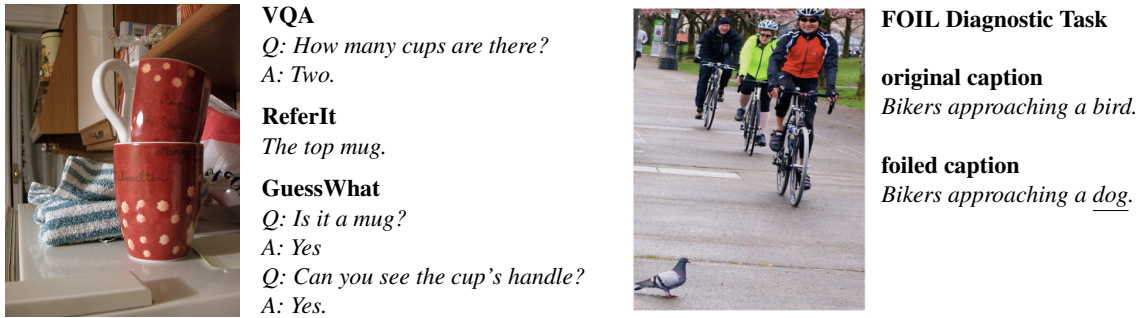 VQA
Q: How many cups are there?
A: Two.
ReferIt
The top mug.
GuessWhat
Q: Is it a mug?
A: Yes
Q: Can you see the cup's handle?
A: Yes.
FOIL Diagnostic Task
original caption
Bikers approaching a bird.
foiled caption
Bikers approaching a dog.